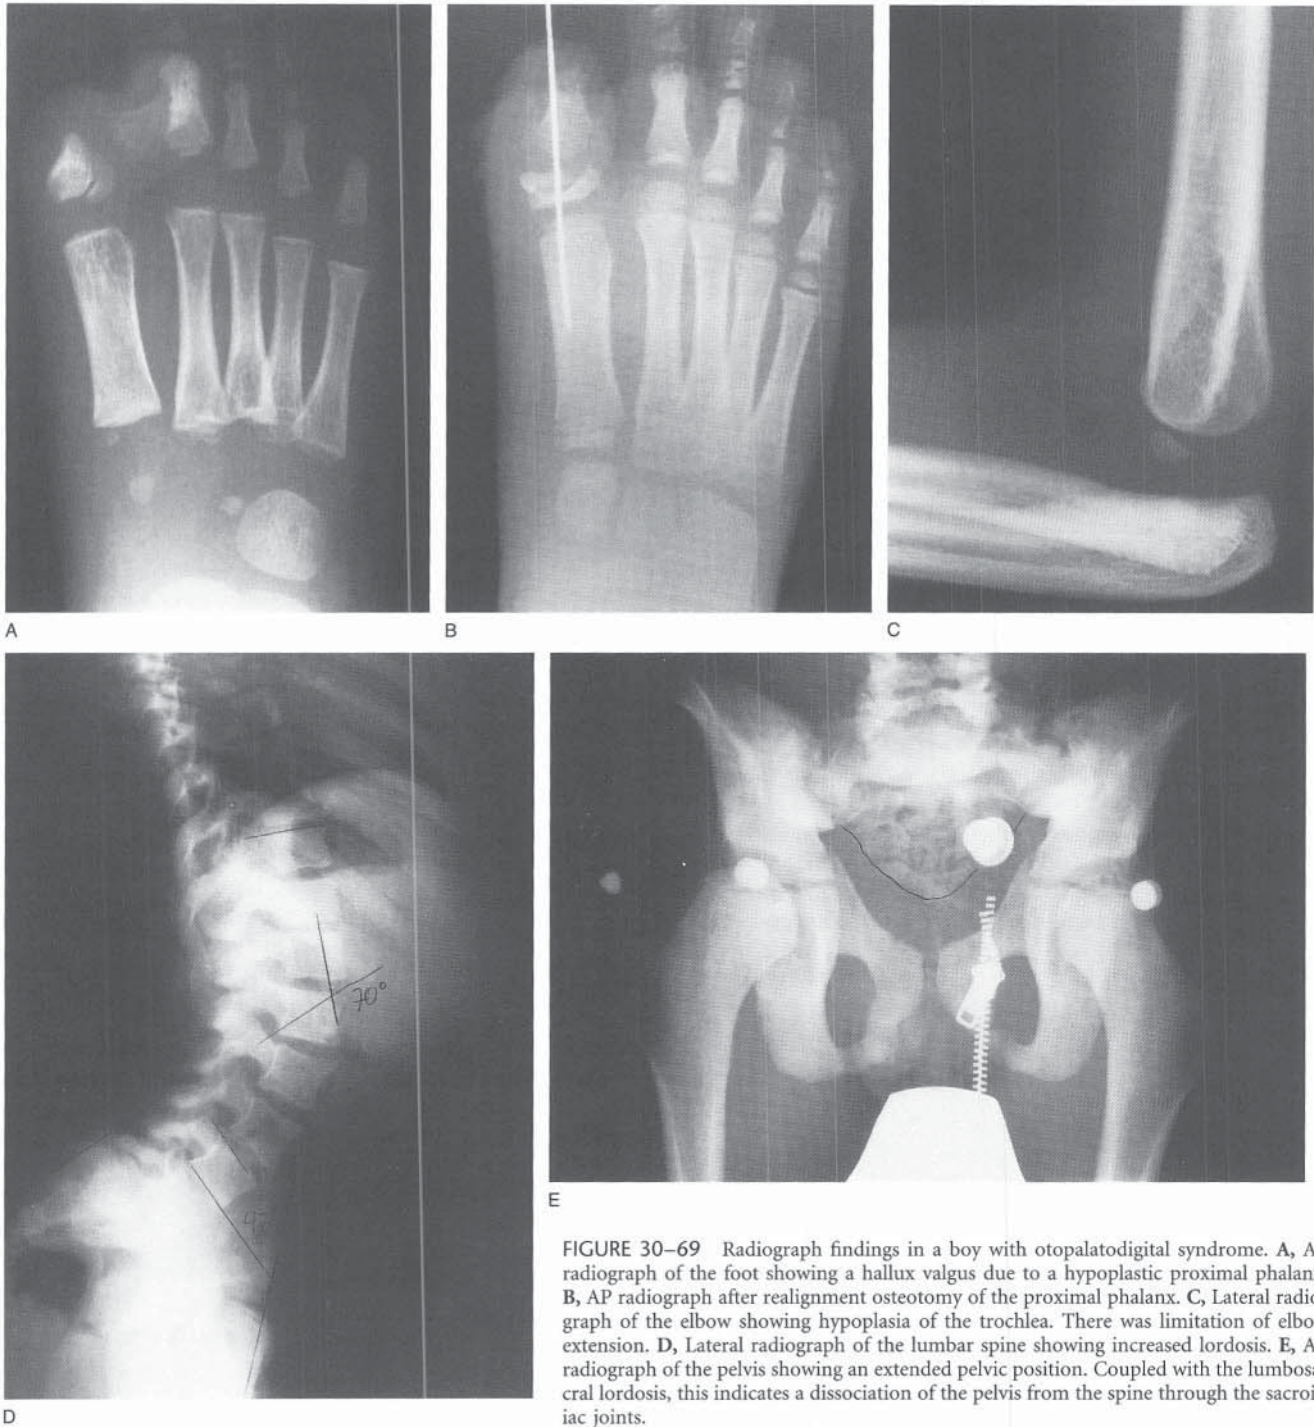 A
B
C
70°
D
E
FIGURE 30–69 Radiograph findings in a boy with otopalatodigital syndrome. A, A
radiograph of the foot showing a hallux valgus due to a hypoplastic proximal phalan
B, AP radiograph after realignment osteotomy of the proximal phalanx. C, Lateral radio
graph of the elbow showing hypoplasia of the trochlea. There was limitation of elbo
extension. D, Lateral radiograph of the lumbar spine showing increased lordosis. E, A
radiograph of the pelvis showing an extended pelvic position. Coupled with the lumbosa
cral lordosis, this indicates a dissociation of the pelvis from the spine through the sacroi
iac joints.